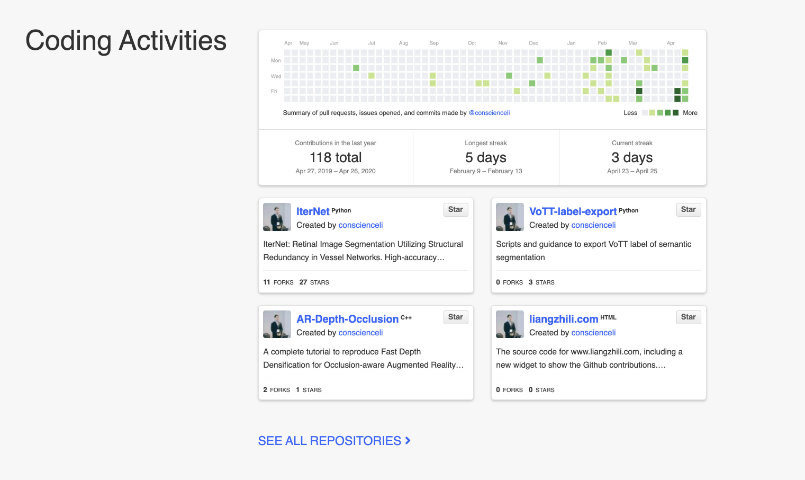 Coding Activities
Apr May Jun Jul Aug Sep Oct Nov Dec Jan Feb Mar Apr
Mon
Wed
Fri
Summary of pull requests, issues opened, and commits made by @conscienceli
Less More
Contributions in the last year
118 total
Apr 27, 2019 – Apr 26, 2020
Longest streak
5 days
February 9 – February 13
Current streak
3 days
April 23 – April 25
IterNet Python
Star
Created by conscienceli
IterNet: Retinal Image Segmentation Utilizing Structural
Redundancy in Vessel Networks. High-accuracy…
11 FORKS 27 STARS
VoTT-label-export Python
Star
Created by conscienceli
Scripts and guidance to export VoTT label of semantic
segmentation
0 FORKS 3 STARS
AR-Depth-Occlusion C++
Star
Created by conscienceli
A complete tutorial to reproduce Fast Depth
Densification for Occlusion-aware Augmented Reality…
2 FORKS 1 STARS
liangzhili.com HTML
Star
Created by conscienceli
The source code for www.liangzhili.com, including a
new widget to show the Github contributions.…
0 FORKS 0 STARS
SEE ALL REPOSITORIES >